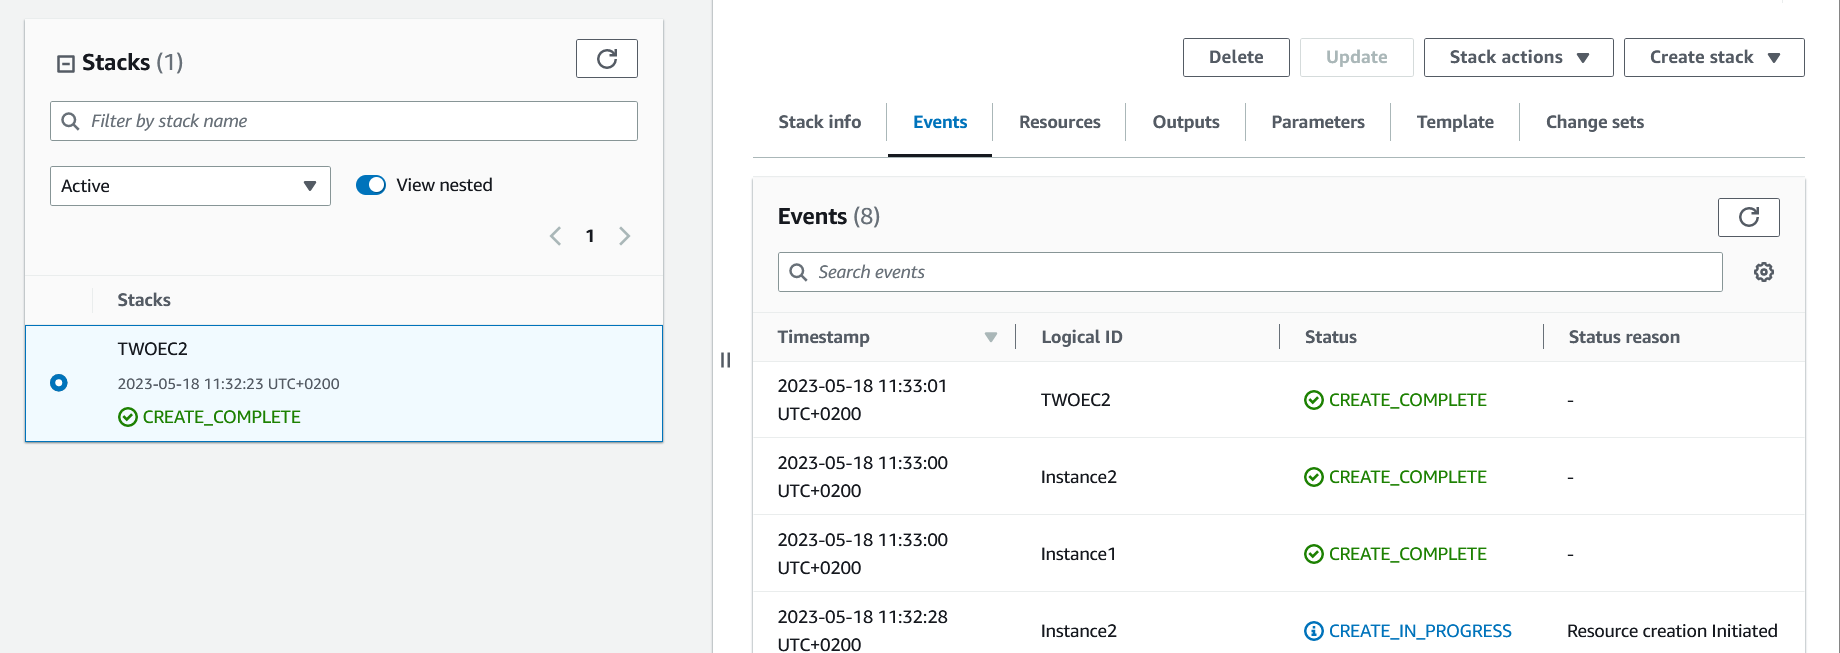 Stacks (1)
Filter by stack name
Active
View nested
1
Stacks
TWOEC2
2023-05-18 11:32:23 UTC+0200
CREATE_COMPLETE
Delete
Update
Stack actions
Create stack
Stack info
Events
Resources
Outputs
Parameters
Template
Change sets
Events (8)
Search events
Timestamp
Logical ID
Status
Status reason
2023-05-18 11:33:01
UTC+0200
TWOEC2
CREATE_COMPLETE
-
2023-05-18 11:33:00
UTC+0200
Instance2
CREATE_COMPLETE
-
2023-05-18 11:33:00
UTC+0200
Instance1
CREATE_COMPLETE
-
2023-05-18 11:32:28
UTC+0200
Instance2
CREATE_IN_PROGRESS
Resource creation Initiated